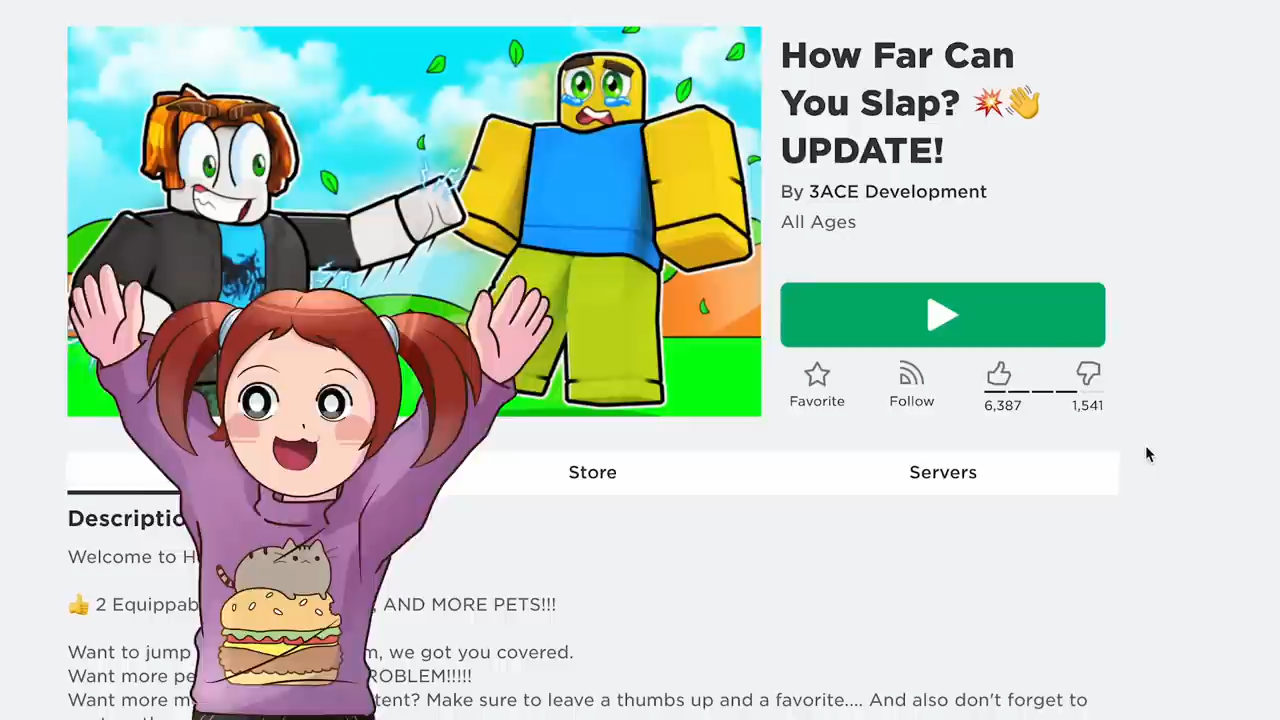 How Far Can
You Slap? 💥👋
UPDATE!
By 3ACE Development
All Ages
Favorite
Follow
6,387
1,541
Store
Servers
Descriptio
Welcome to H
👍 2 Equippab , AND MORE PETS!!!
Want to jump m, we got you covered.
Want more pe ROBLEM!!!!!
Want more m tent? Make sure to leave a thumbs up and a favorite.... And also don't forget to